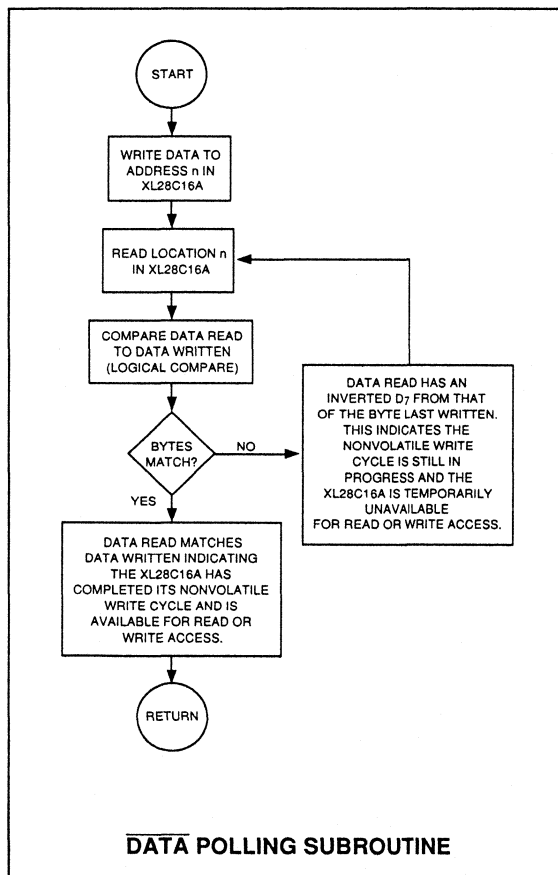 START
WRITE DATA TO
ADDRESS n IN
XL28C16A
READ LOCATION n
IN XL28C16A
COMPARE DATA READ
TO DATA WRITTEN
(LOGICAL COMPARE)
BYTES
MATCH?
NO
YES
DATA READ HAS AN
INVERTED D7 FROM THAT
OF THE BYTE LAST WRITTEN.
THIS INDICATES THE
NONVOLATILE WRITE
CYCLE IS STILL IN
PROGRESS AND THE
XL28C16A IS TEMPORARILY
UNAVAILABLE
FOR READ OR WRITE ACCESS.
DATA READ MATCHES
DATA WRITTEN INDICATING
THE XL28C16A HAS
COMPLETED ITS NONVOLATILE
WRITE CYCLE AND IS
AVAILABLE FOR READ OR
WRITE ACCESS.
RETURN
DATA POLLING SUBROUTINE